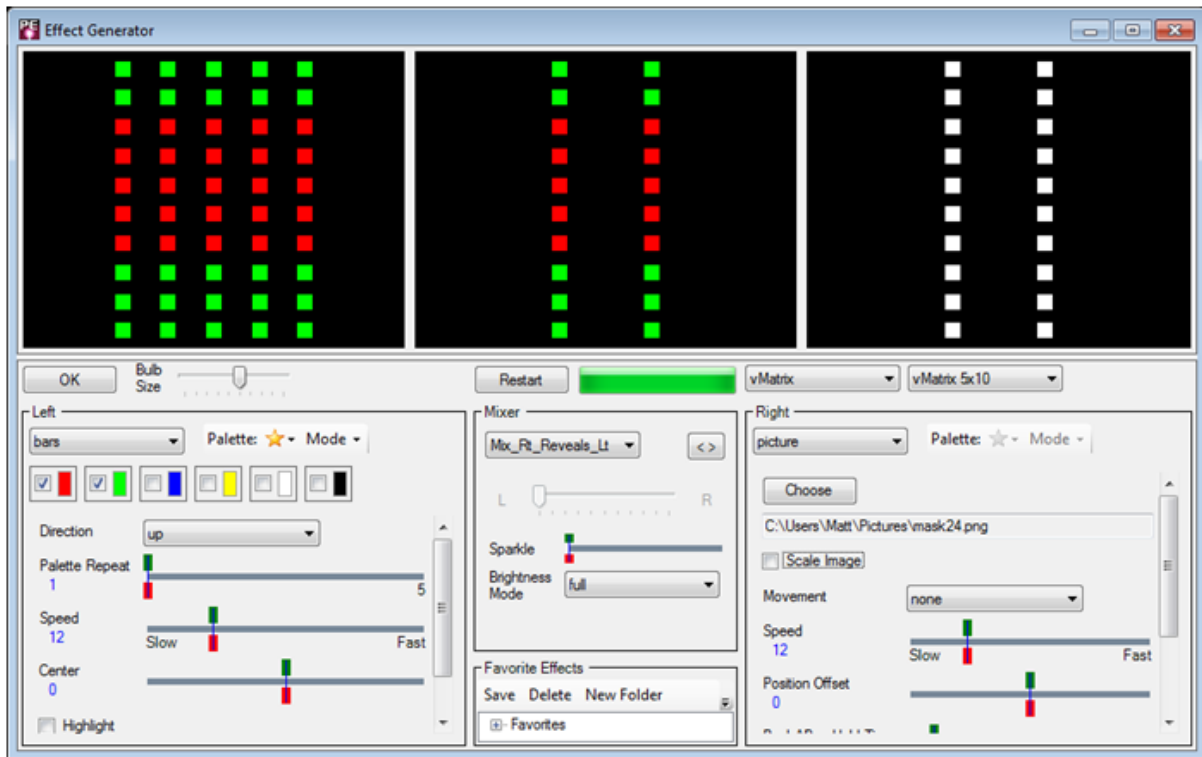 PE
Effect Generator
OK
Bulb
Size
Restart
vMatrix
vMatrix 5x10
Left
bars
Palette:
Mode
Direction
up
Palette Repeat
1
5
Speed
12
Slow
Fast
Center
0
Highlight
Mixer
Mix_Rt_Reveals_Lt
< >
L
R
Sparkle
Brightness
Mode
full
Favorite Effects
Save Delete New Folder
Favorites
Right
picture
Palette:
Mode
Choose
C:\Users\Matt\Pictures\mask24.png
Scale Image
Movement
none
Speed
12
Slow
Fast
Position Offset
0